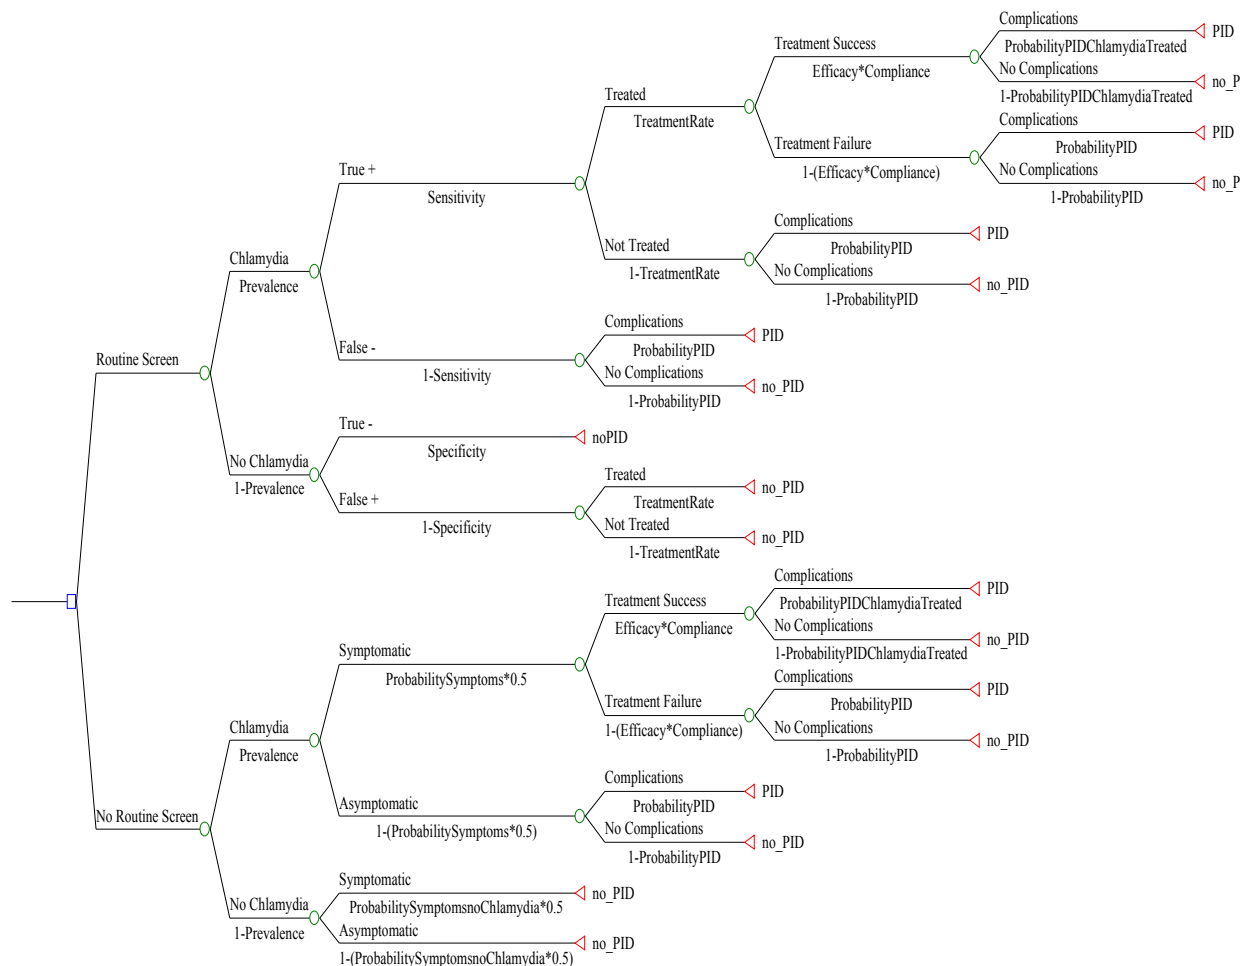 Complications
ProbabilityPIDChlamydiaTreated
PID
No Complications
1-ProbabilityPIDChlamydiaTreated
no_P
Treatment Success
Efficacy*Compliance
Complications
ProbabilityPID
PID
No Complications
1-ProbabilityPID
no_P
Treatment Failure
1-(Efficacy*Compliance)
Treated
TreatmentRate
Complications
ProbabilityPID
PID
No Complications
1-ProbabilityPID
no_PID
Not Treated
1-TreatmentRate
True +
Sensitivity
Complications
ProbabilityPID
PID
No Complications
1-ProbabilityPID
no_PID
False -
1-Sensitivity
Chlamydia
Prevalence
Routine Screen
True -
Specificity
noPID
No Chlamydia
1-Prevalence
Treated
TreatmentRate
no_PID
Not Treated
1-TreatmentRate
no_PID
False +
1-Specificity
Complications
ProbabilityPIDChlamydiaTreated
PID
No Complications
1-ProbabilityPIDChlamydiaTreated
no_PID
Treatment Success
Efficacy*Compliance
Symptomatic
ProbabilitySymptoms*0.5
Complications
ProbabilityPID
PID
No Complications
1-ProbabilityPID
no_PID
Treatment Failure
1-(Efficacy*Compliance)
Chlamydia
Prevalence
Complications
ProbabilityPID
PID
No Complications
1-ProbabilityPID
no_PID
Asymptomatic
1-(ProbabilitySymptoms*0.5)
No Routine Screen
Symptomatic
ProbabilitySymptomsnoChlamydia*0.5
no_PID
No Chlamydia
1-Prevalence
Asymptomatic
1-(ProbabilitySymptomsnoChlamydia*0.5)
no_PID